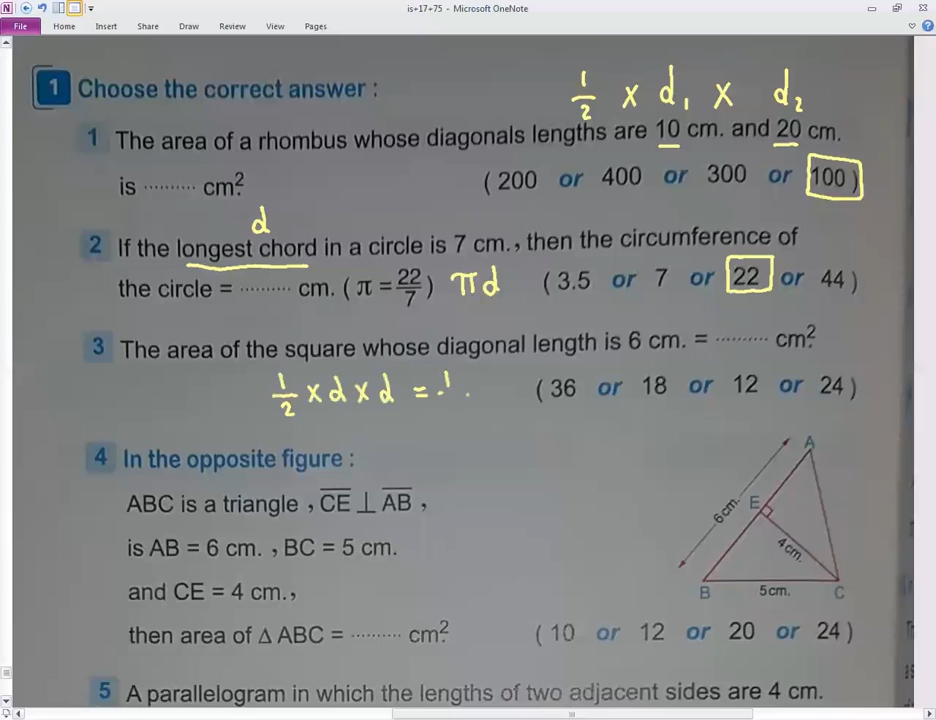 is+17+75 - Microsoft OneNote
File Home Insert Share Draw Review View Pages
1 Choose the correct answer :
1/2 x d1 x d2
1 The area of a rhombus whose diagonals lengths are 10 cm. and 20 cm.
is ·········· cm²
( 200 or 400 or 300 or 100 )
d
2 If the longest chord in a circle is 7 cm. , then the circumference of
the circle = ·········· cm. ( π = 22/7 ) πd ( 3.5 or 7 or 22 or 44 )
3 The area of the square whose diagonal length is 6 cm. = ·········· cm²
1/2 x d x d = ( 36 or 18 or 12 or 24 )
4 In the opposite figure :
ABC is a triangle , C̅E̅ ⊥ A̅B̅ ,
is AB = 6 cm. , BC = 5 cm.
and CE = 4 cm. ,
then area of Δ ABC = ·········· cm²
A
E
6 cm.
4 cm.
B 5 cm. C
( 10 or 12 or 20 or 24 )
5 A parallelogram in which the lengths of two adjacent sides are 4 cm.